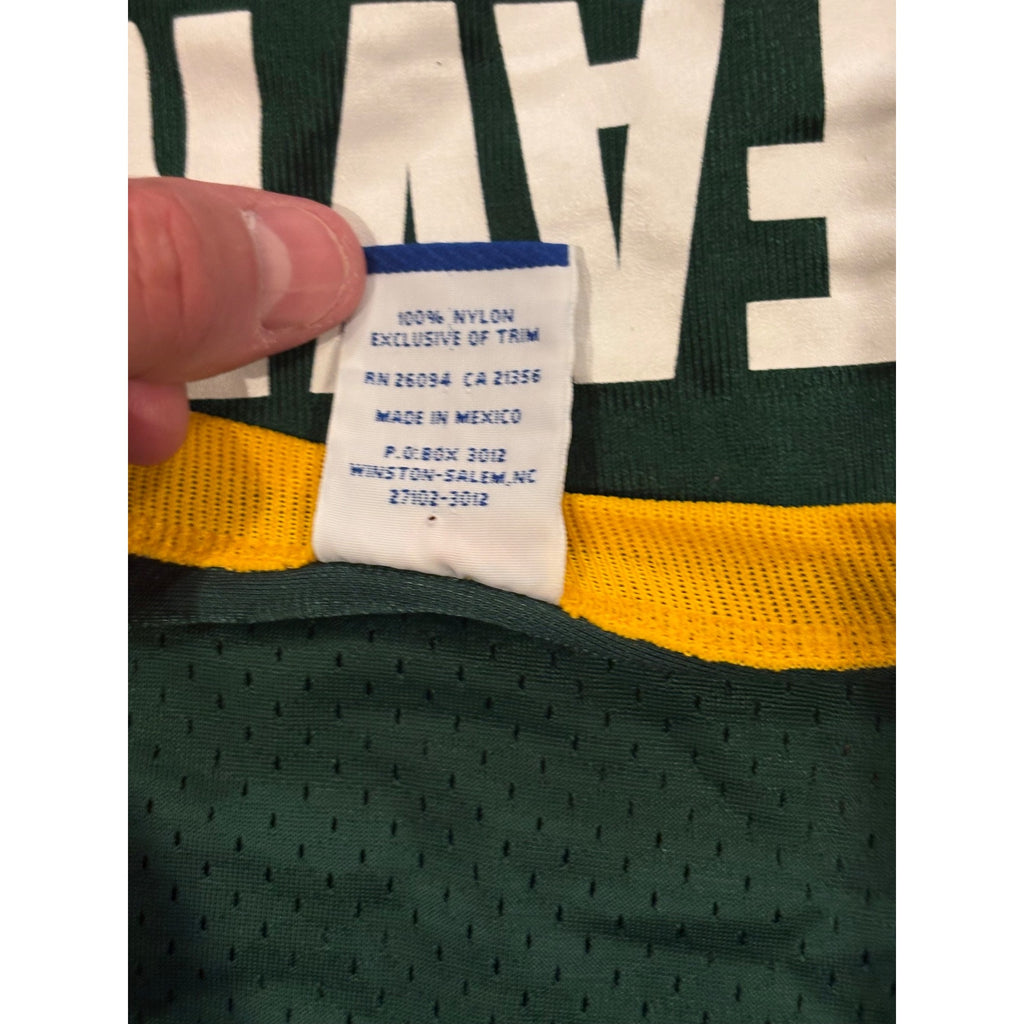 FAVR
100% NYLON
EXCLUSIVE OF TRIM
RN 26094 CA 21356
MADE IN MEXICO
P.O.BOX 3012
WINSTON-SALEM,NC
27102-3012